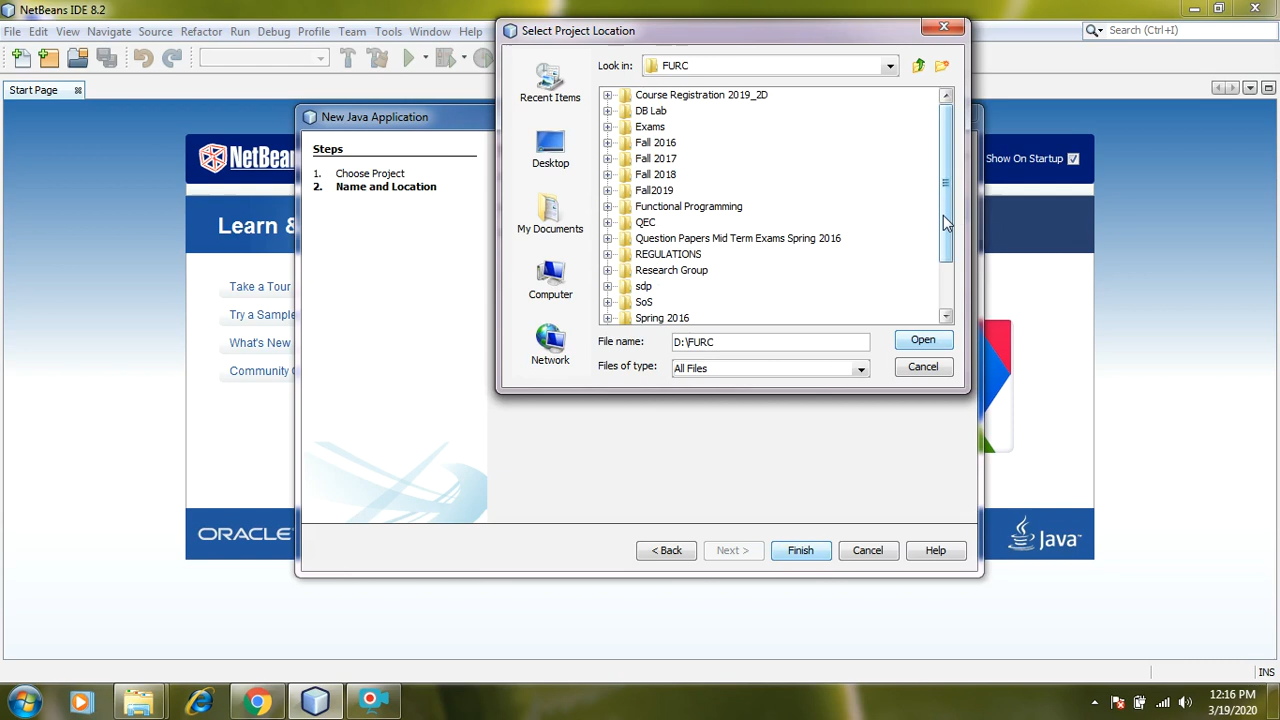 NetBeans IDE 8.2
File Edit View Navigate Source Refactor Run Debug Profile Team Tools Window Help
Search (Ctrl+I)
Start Page
NetBeans
Show On Startup
Learn &
Take a Tour
Try a Sample
What's New
Community
ORACLE
Java
New Java Application
Steps
1. Choose Project
2. Name and Location
< Back
Next >
Finish
Cancel
Help
Select Project Location
Look in:
FURC
Recent Items
Desktop
My Documents
Computer
Network
Course Registration 2019_2D
DB Lab
Exams
Fall 2016
Fall 2017
Fall 2018
Fall2019
Functional Programming
QEC
Question Papers Mid Term Exams Spring 2016
REGULATIONS
Research Group
sdp
SoS
Spring 2016
File name:
D:\FURC
Open
Files of type:
All Files
Cancel
INS
12:16 PM
3/19/2020